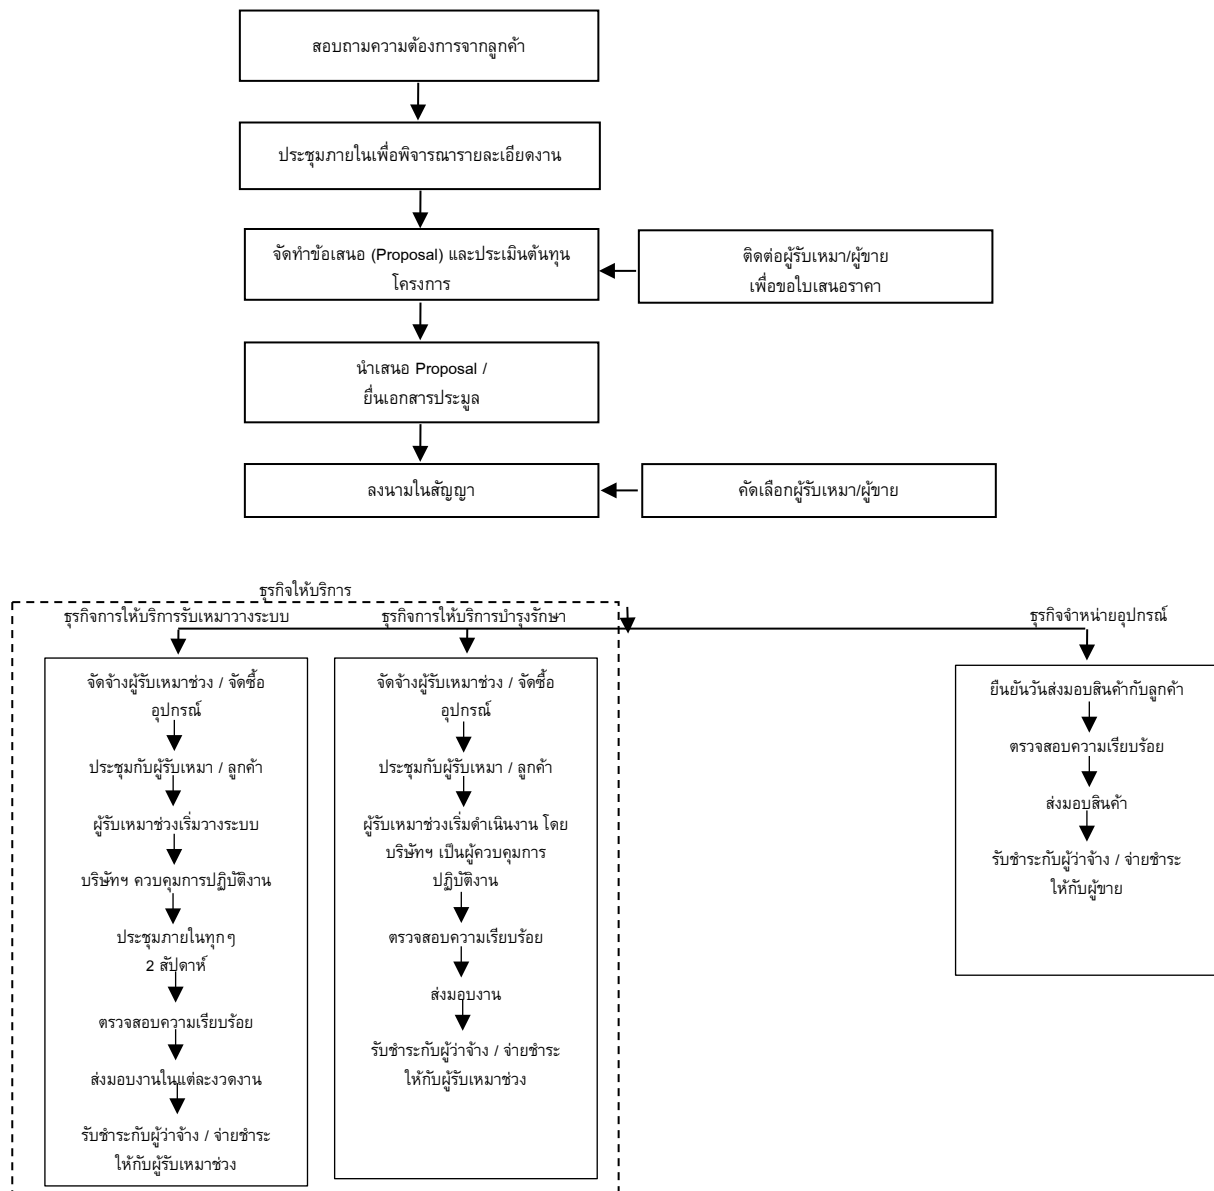 สอบถามความต้องการจากลูกค้า
ประชุมภายในเพื่อพิจารณารายละเอียดงาน
จัดทำข้อเสนอ (Proposal) และประเมินต้นทุน
โครงการ
ติดต่อผู้รับเหมา/ผู้ขาย
เพื่อขอใบเสนอราคา
นำเสนอ Proposal /
ยื่นเอกสารประมูล
ลงนามในสัญญา
คัดเลือกผู้รับเหมา/ผู้ขาย
ธุรกิจให้บริการ
ธุรกิจการให้บริการรับเหมาวางระบบ
จัดจ้างผู้รับเหมาช่วง / จัดซื้อ
อุปกรณ์
ประชุมกับผู้รับเหมา / ลูกค้า
ผู้รับเหมาช่วงเริ่มวางระบบ
บริษัทฯ ควบคุมการปฏิบัติงาน
ประชุมภายในทุกๆ
2 สัปดาห์
ตรวจสอบความเรียบร้อย
ส่งมอบงานในแต่ละงวดงาน
รับชำระกับผู้ว่าจ้าง / จ่ายชำระ
ให้กับผู้รับเหมาช่วง
ธุรกิจการให้บริการบำรุงรักษา
จัดจ้างผู้รับเหมาช่วง / จัดซื้อ
อุปกรณ์
ประชุมกับผู้รับเหมา / ลูกค้า
ผู้รับเหมาช่วงเริ่มดำเนินงาน โดย
บริษัทฯ เป็นผู้ควบคุมการ
ปฏิบัติงาน
ตรวจสอบความเรียบร้อย
ส่งมอบงาน
รับชำระกับผู้ว่าจ้าง / จ่ายชำระ
ให้กับผู้รับเหมาช่วง
ธุรกิจจำหน่ายอุปกรณ์
ยืนยันวันส่งมอบสินค้ากับลูกค้า
ตรวจสอบความเรียบร้อย
ส่งมอบสินค้า
รับชำระกับผู้ว่าจ้าง / จ่ายชำระ
ให้กับผู้ขาย